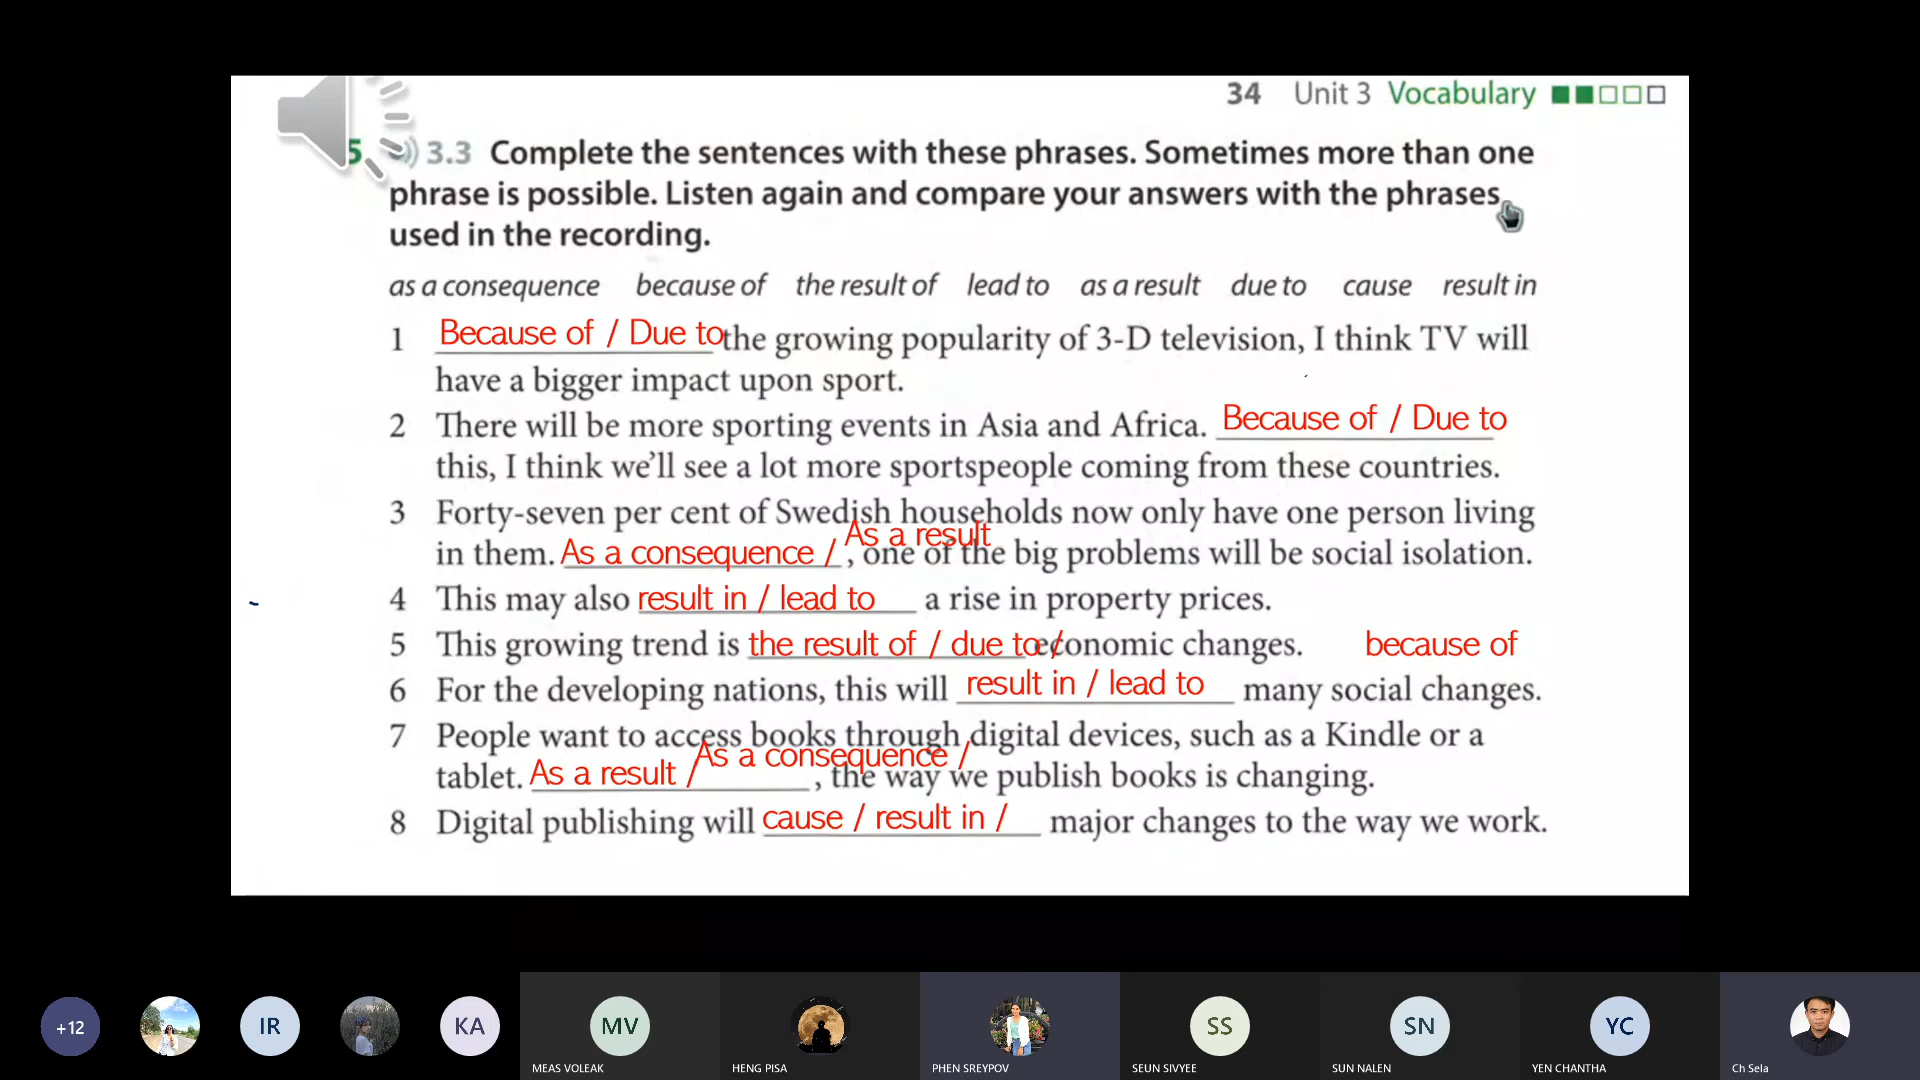 34 Unit 3 Vocabulary
5 3.3 Complete the sentences with these phrases. Sometimes more than one
phrase is possible. Listen again and compare your answers with the phrases
used in the recording.
as a consequence because of the result of lead to as a result due to cause result in
1 Because of / Due to the growing popularity of 3-D television, I think TV will
have a bigger impact upon sport.
2 There will be more sporting events in Asia and Africa. Because of / Due to
this, I think we'll see a lot more sportspeople coming from these countries.
3 Forty-seven per cent of Swedish households now only have one person living
As a result
in them. As a consequence / , one of the big problems will be social isolation.
4 This may also result in / lead to a rise in property prices.
5 This growing trend is the result of / due to / economic changes. because of
6 For the developing nations, this will result in / lead to many social changes.
7 People want to access books through digital devices, such as a Kindle or a
As a consequence /
tablet. As a result / , the way we publish books is changing.
8 Digital publishing will cause / result in / major changes to the way we work.
+12 IR KA MV SS SN YC
MEAS VOLEAK HENG PISA PHEN SREYPOV SEUN SIVYEE SUN NALEN YEN CHANTHA Ch Sela